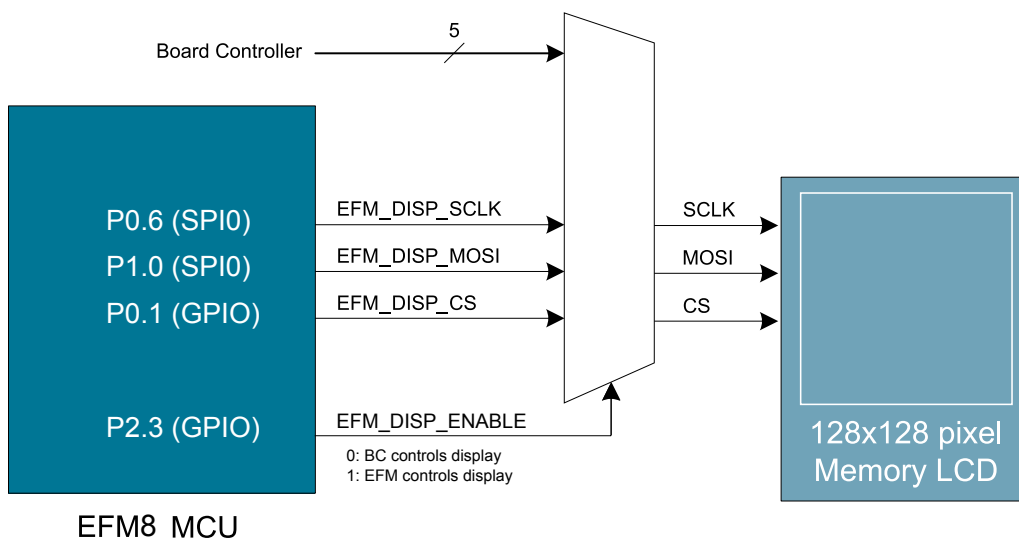 5
Board Controller
P0.6 (SPI0)
EFM_DISP_SCLK
SCLK
P1.0 (SPI0)
EFM_DISP_MOSI
MOSI
P0.1 (GPIO)
EFM_DISP_CS
CS
P2.3 (GPIO)
EFM_DISP_ENABLE
0: BC controls display
1: EFM controls display
128x128 pixel
Memory LCD
EFM8 MCU